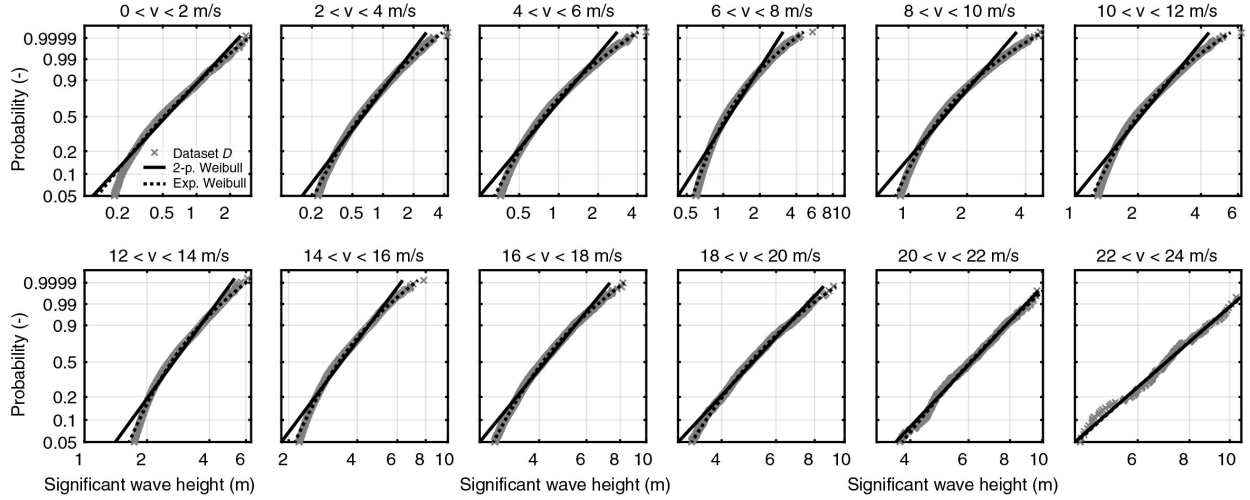 0 < v < 2 m/s
2 < v < 4 m/s
4 < v < 6 m/s
6 < v < 8 m/s
8 < v < 10 m/s
10 < v < 12 m/s
Probability (-)
0.9999
0.99
0.9
0.5
0.2
0.1
0.05
Dataset D
2-p. Weibull
Exp. Weibull
0.2 0.5 1 2
0.2 0.5 1 2 4
0.5 1 2 4
0.5 1 2 4 6 810
1 2 4
1 2 4 6
12 < v < 14 m/s
14 < v < 16 m/s
16 < v < 18 m/s
18 < v < 20 m/s
20 < v < 22 m/s
22 < v < 24 m/s
Probability (-)
0.9999
0.99
0.9
0.5
0.2
0.1
0.05
1 2 4 6
2 4 6 8
4 6 8 10
4 6 8 10
4 6 8 10
6 8 10
Significant wave height (m)
Significant wave height (m)
Significant wave height (m)